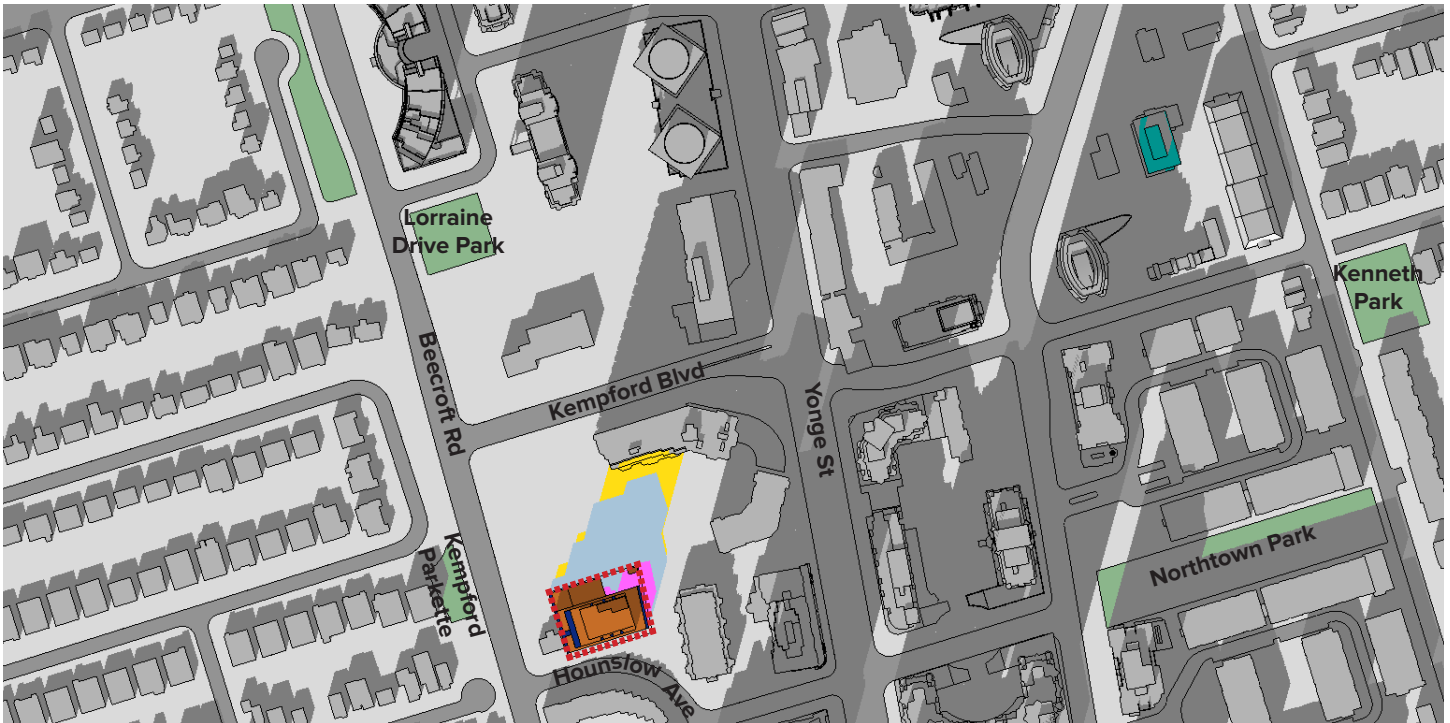 Lorraine
Drive Park
Kenneth
Park
Beecroft Rd
Kempford Blvd
Yonge St
Kempford
Parkette
Northtown Park
Hounslow Ave